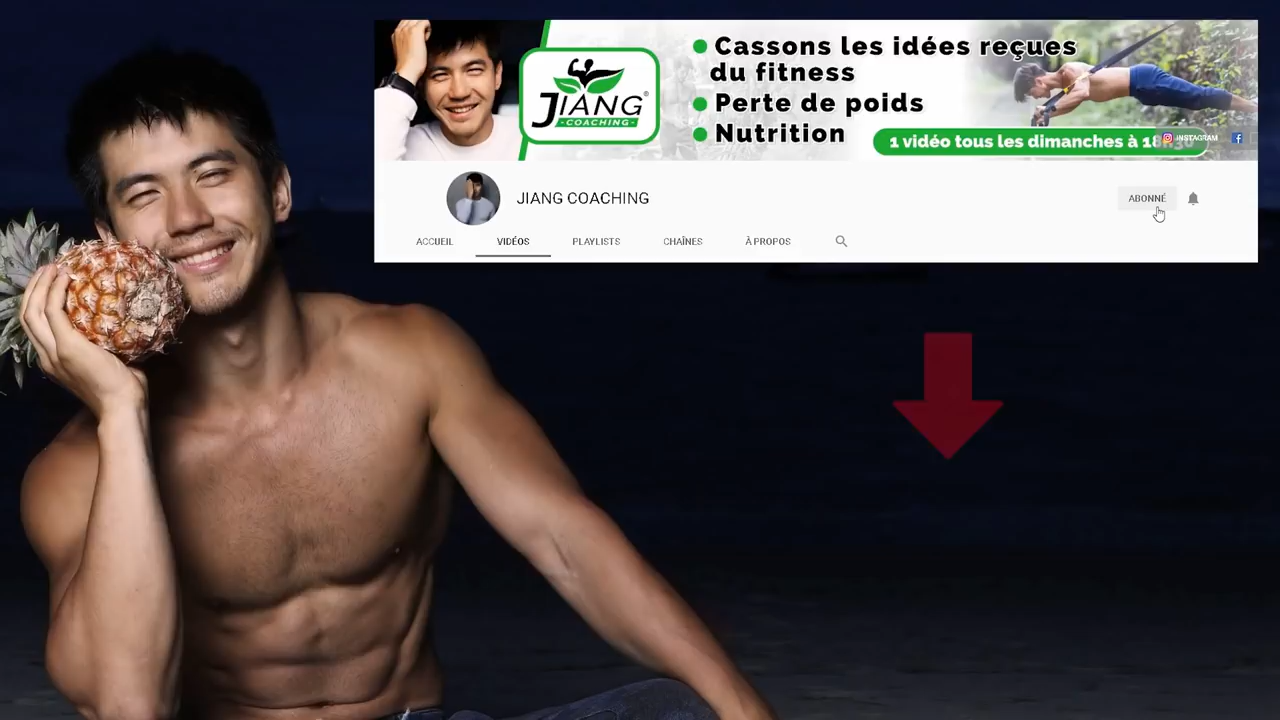 Cassons les idées reçues
du fitness
JIANG®
-COACHING-
Perte de poids
Nutrition
1 vidéo tous les dimanches à 18h30
INSTAGRAM
JIANG COACHING
ABONNÉ
ACCUEIL
VIDÉOS
PLAYLISTS
CHAÎNES
À PROPOS